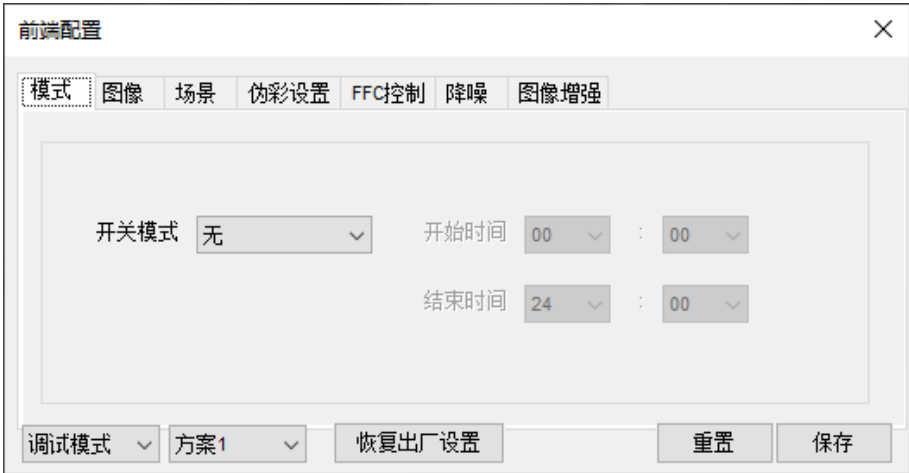 前端配置
模式 图像 场景 伪彩设置 FFC控制 降噪 图像增强
开关模式 无 开始时间 00 : 00
结束时间 24 : 00
调试模式 方案1 恢复出厂设置 重置 保存